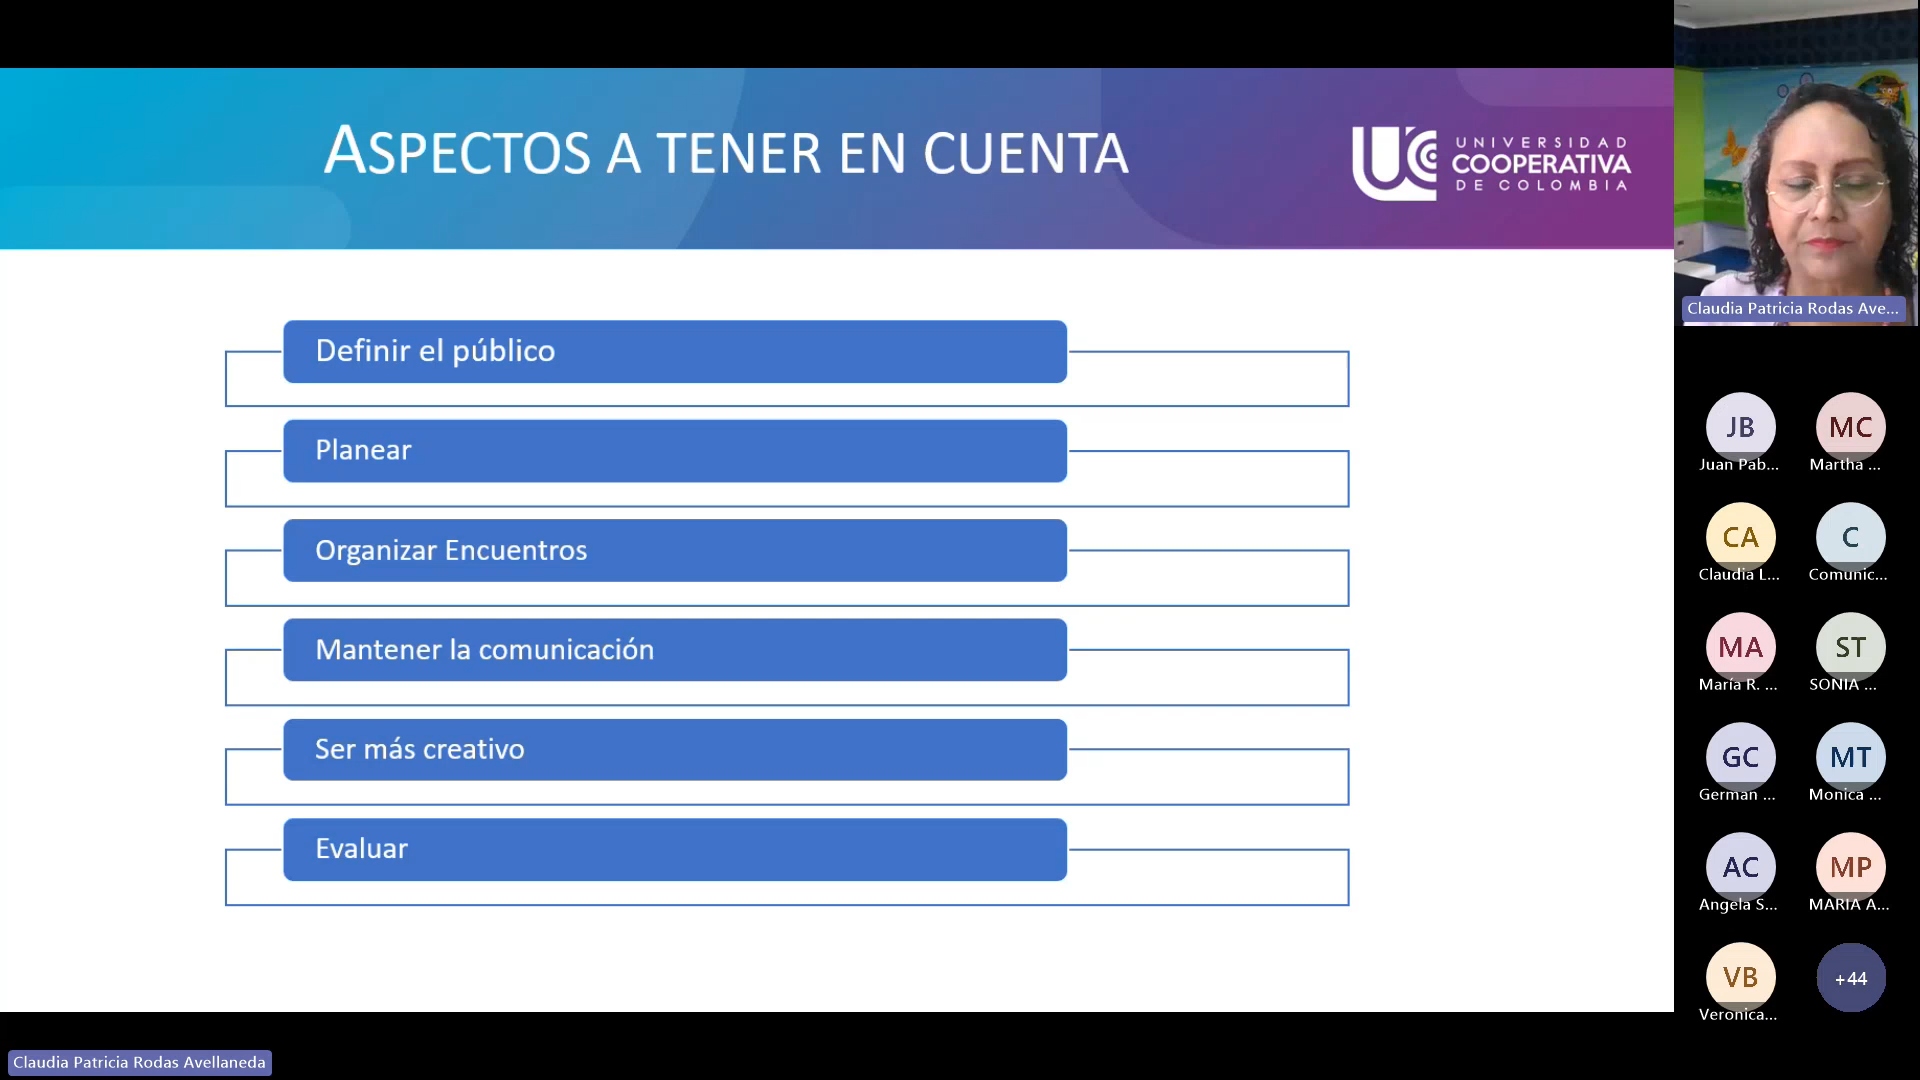 ASPECTOS A TENER EN CUENTA
UNIVERSIDAD
COOPERATIVA
DE COLOMBIA
Definir el público
Planear
Organizar Encuentros
Mantener la comunicación
Ser más creativo
Evaluar
Claudia Patricia Rodas Ave...
JB
Juan Pab...
MC
Martha ...
CA
Claudia L...
C
Comunic...
MA
María R. ...
ST
SONIA ...
GC
German ...
MT
Monica ...
AC
Angela S...
MP
MARIA A...
VB
Veronica...
+44
Claudia Patricia Rodas Avellaneda